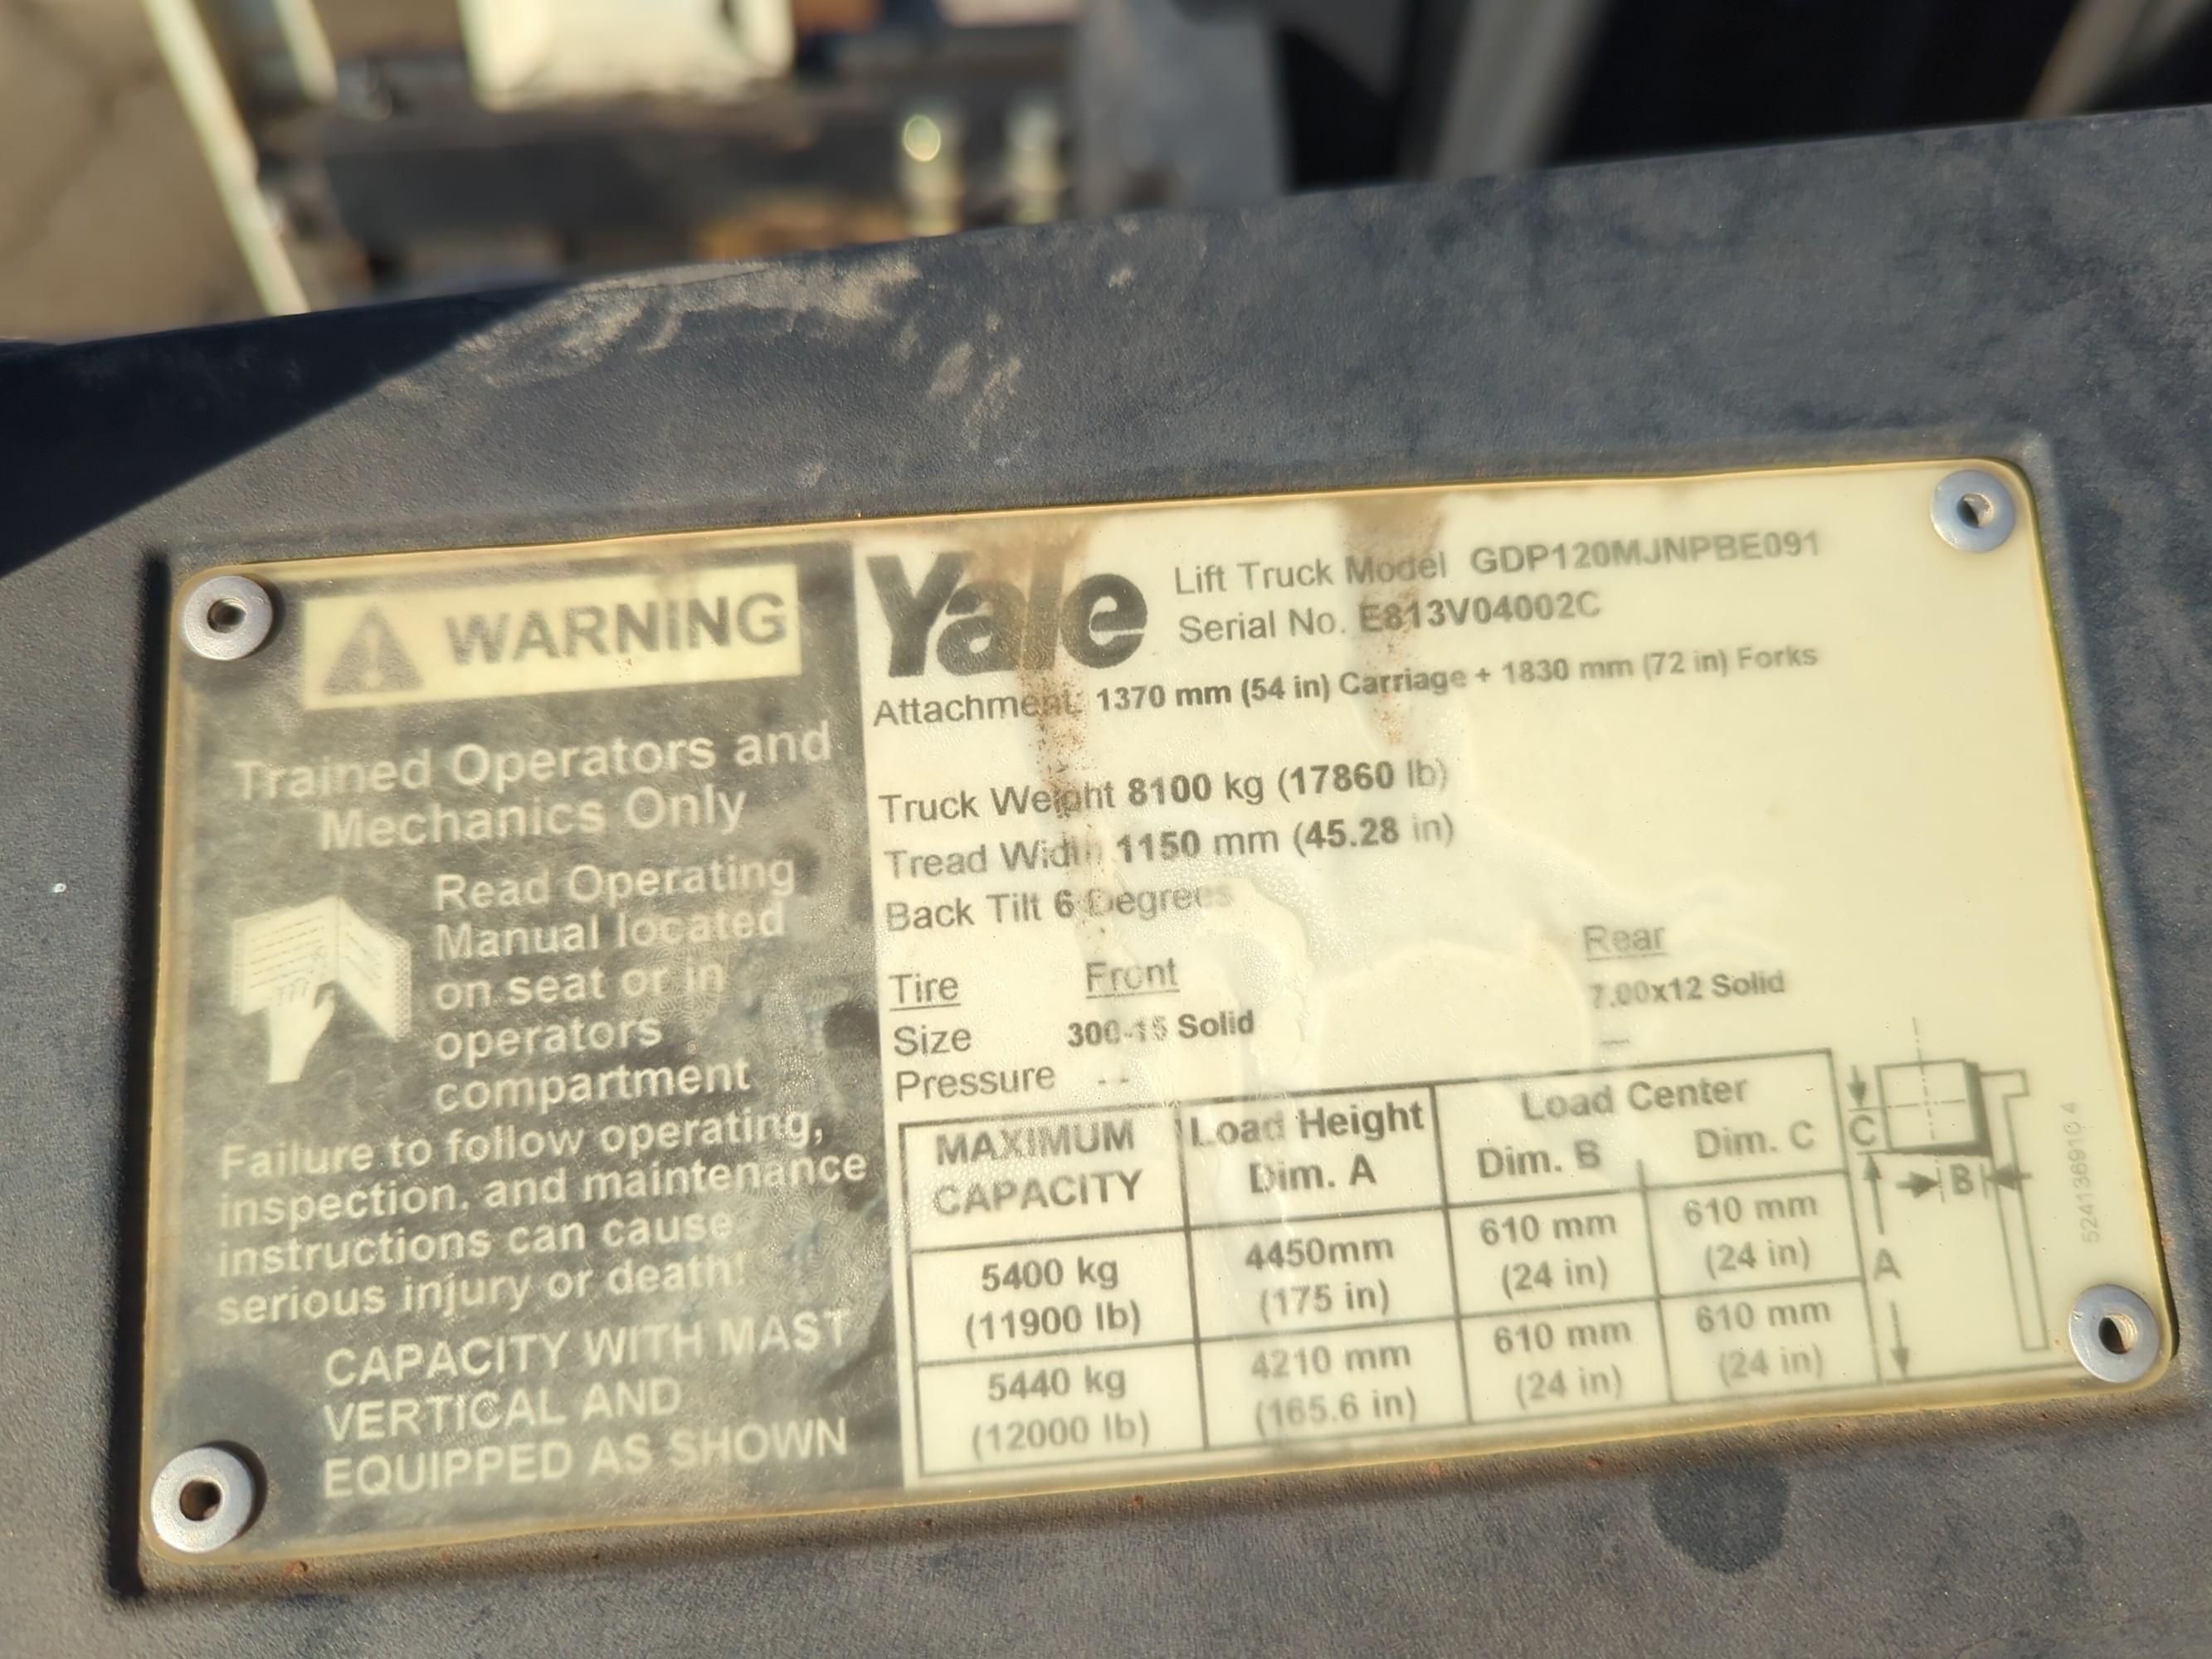 WARNING
Trained Operators and
Mechanics Only
Read Operating
Manual located
on seat or in
operators
compartment
Failure to follow operating,
inspection, and maintenance
instructions can cause
serious injury or death!
CAPACITY WITH MAST
VERTICAL AND
EQUIPPED AS SHOWN
Yale
Lift Truck Model GDP120MJNPBE091
Serial No. E813V04002C
Attachment: 1370 mm (54 in) Carriage + 1830 mm (72 in) Forks
Truck Weight 8100 kg (17860 lb)
Tread Width 1150 mm (45.28 in)
Back Tilt 6 Degrees
Tire Front Rear
Size 300-15 Solid 7.00x12 Solid
Pressure -- --
MAXIMUM
CAPACITY
Load Height
Dim. A
Load Center
Dim. B Dim. C
5400 kg
(11900 lb)
4450mm
(175 in)
610 mm
(24 in)
610 mm
(24 in)
5440 kg
(12000 lb)
4210 mm
(165.6 in)
610 mm
(24 in)
610 mm
(24 in)
C
B
A
524136910 4